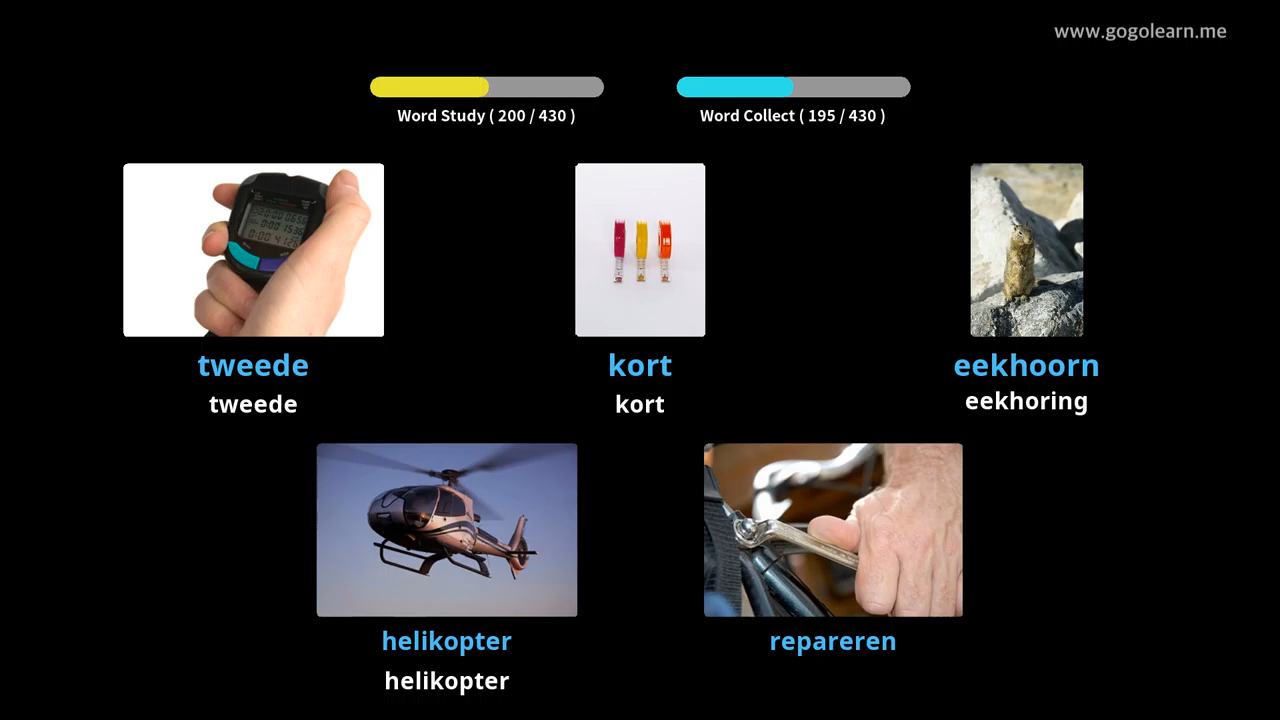 www.gogolearn.me
Word Study ( 200 / 430 )
Word Collect ( 195 / 430 )
tweede
tweede
kort
kort
eekhoorn
eekhoring
helikopter
helikopter
repareren